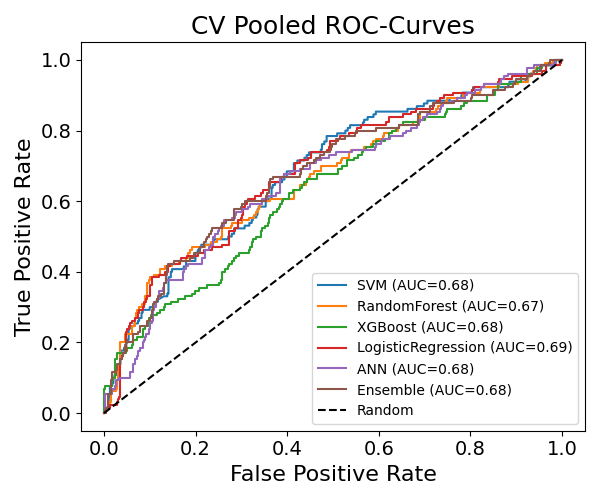 CV Pooled ROC-Curves
True Positive Rate
1.0
0.8
0.6
0.4
0.2
0.0
SVM (AUC=0.68)
RandomForest (AUC=0.67)
XGBoost (AUC=0.68)
LogisticRegression (AUC=0.69)
ANN (AUC=0.68)
Ensemble (AUC=0.68)
Random
0.0 0.2 0.4 0.6 0.8 1.0
False Positive Rate